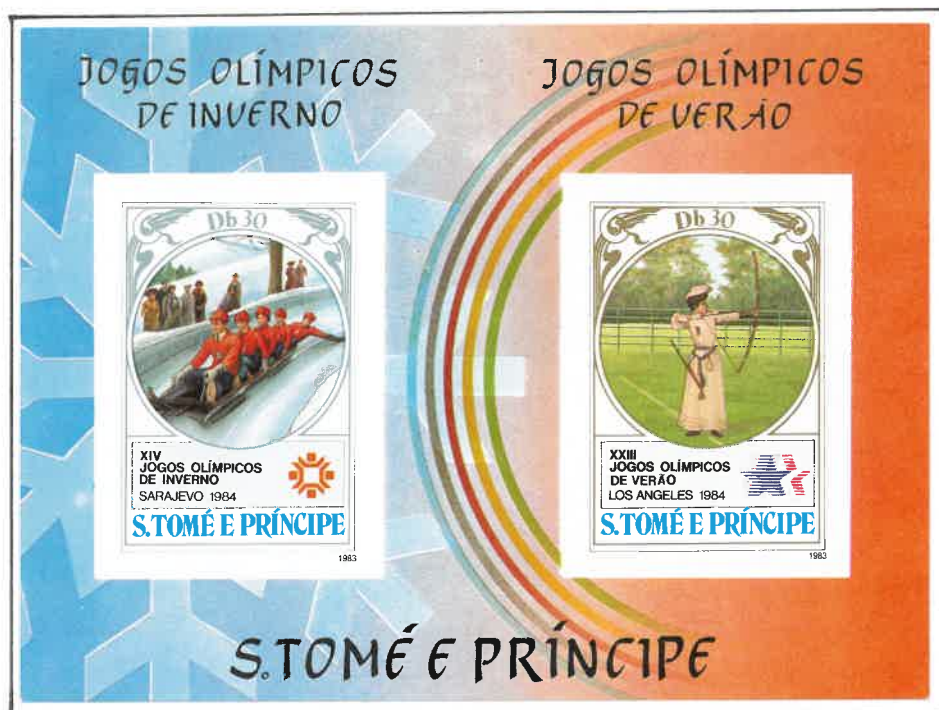 JOGOS OLÍMPICOS
DE INVERNO
JOGOS OLÍMPICOS
DE VERÃO
Db 30
XIV
JOGOS OLÍMPICOS
DE INVERNO
SARAJEVO 1984
S.TOMÉ E PRÍNCIPE
1983
Db 30
XXIII
JOGOS OLÍMPICOS
DE VERÃO
LOS ANGELES 1984
S.TOMÉ E PRÍNCIPE
1983
S.TOMÉ E PRÍNCIPE